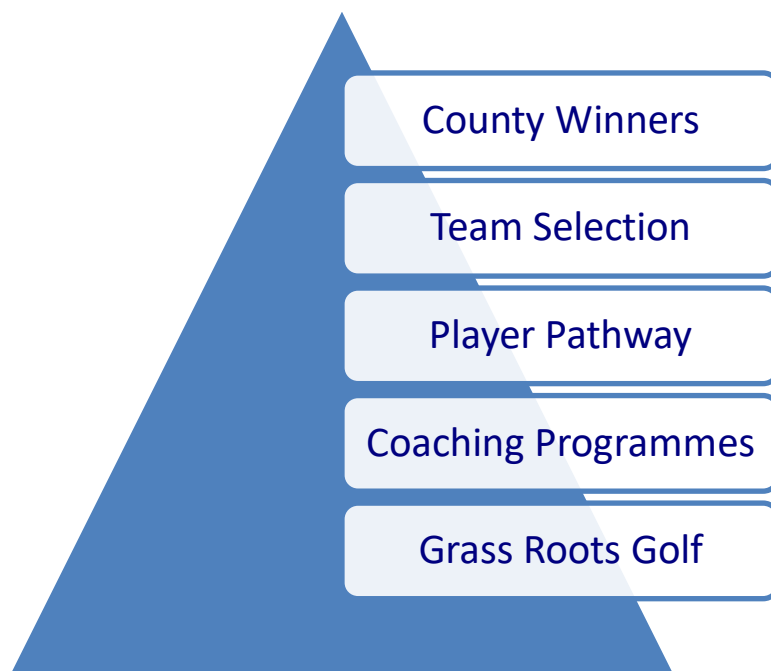 County Winners
Team Selection
Player Pathway
Coaching Programmes
Grass Roots Golf